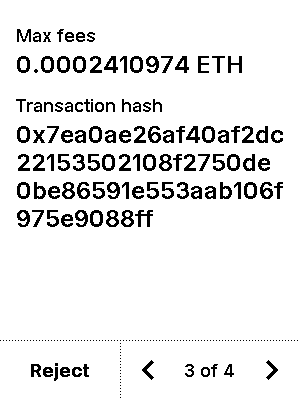 Max fees
0.0002410974 ETH
Transaction hash
0x7ea0ae26af40af2dc
22153502108f2750de
0be86591e553aab106f
975e9088ff
Reject
3 of 4